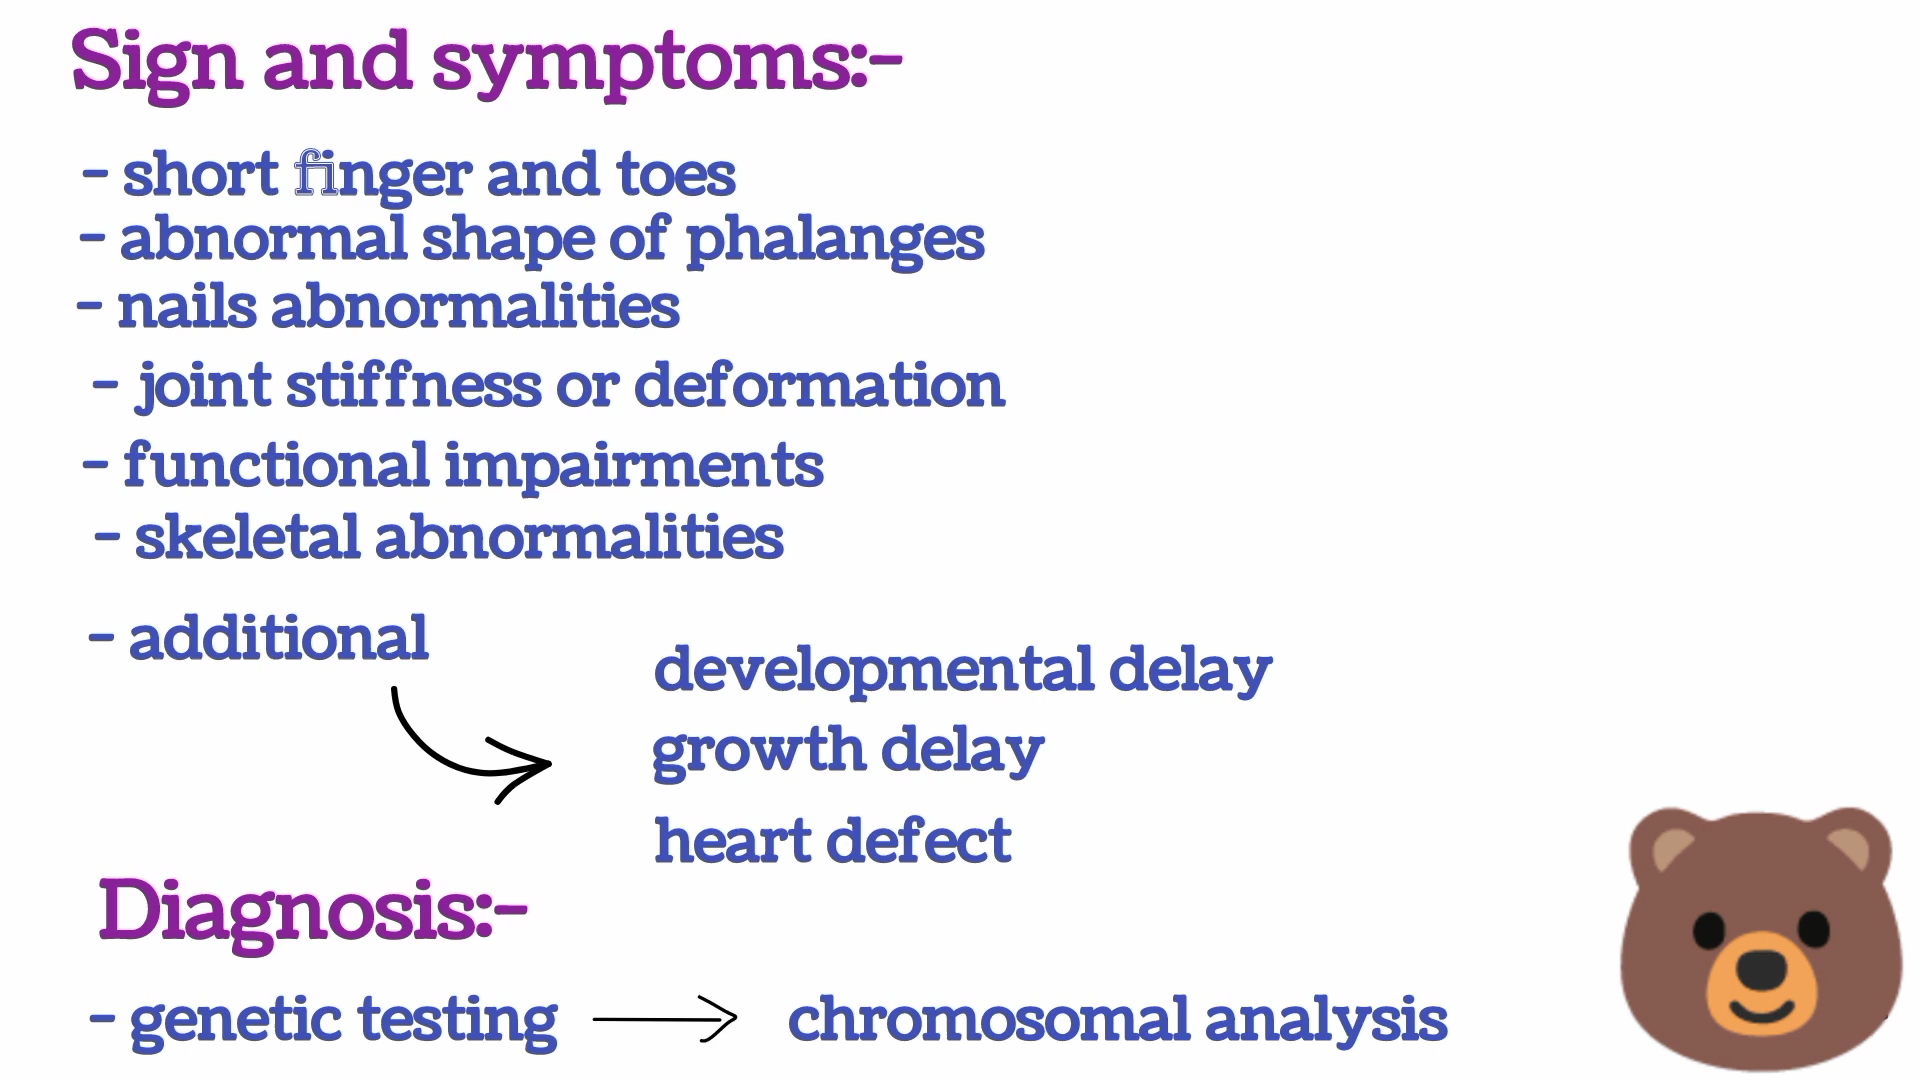 Sign and symptoms:-
- short finger and toes
- abnormal shape of phalanges
- nails abnormalities
- joint stiffness or deformation
- functional impairments
- skeletal abnormalities
- additional
developmental delay
growth delay
heart defect
Diagnosis:-
- genetic testing → chromosomal analysis